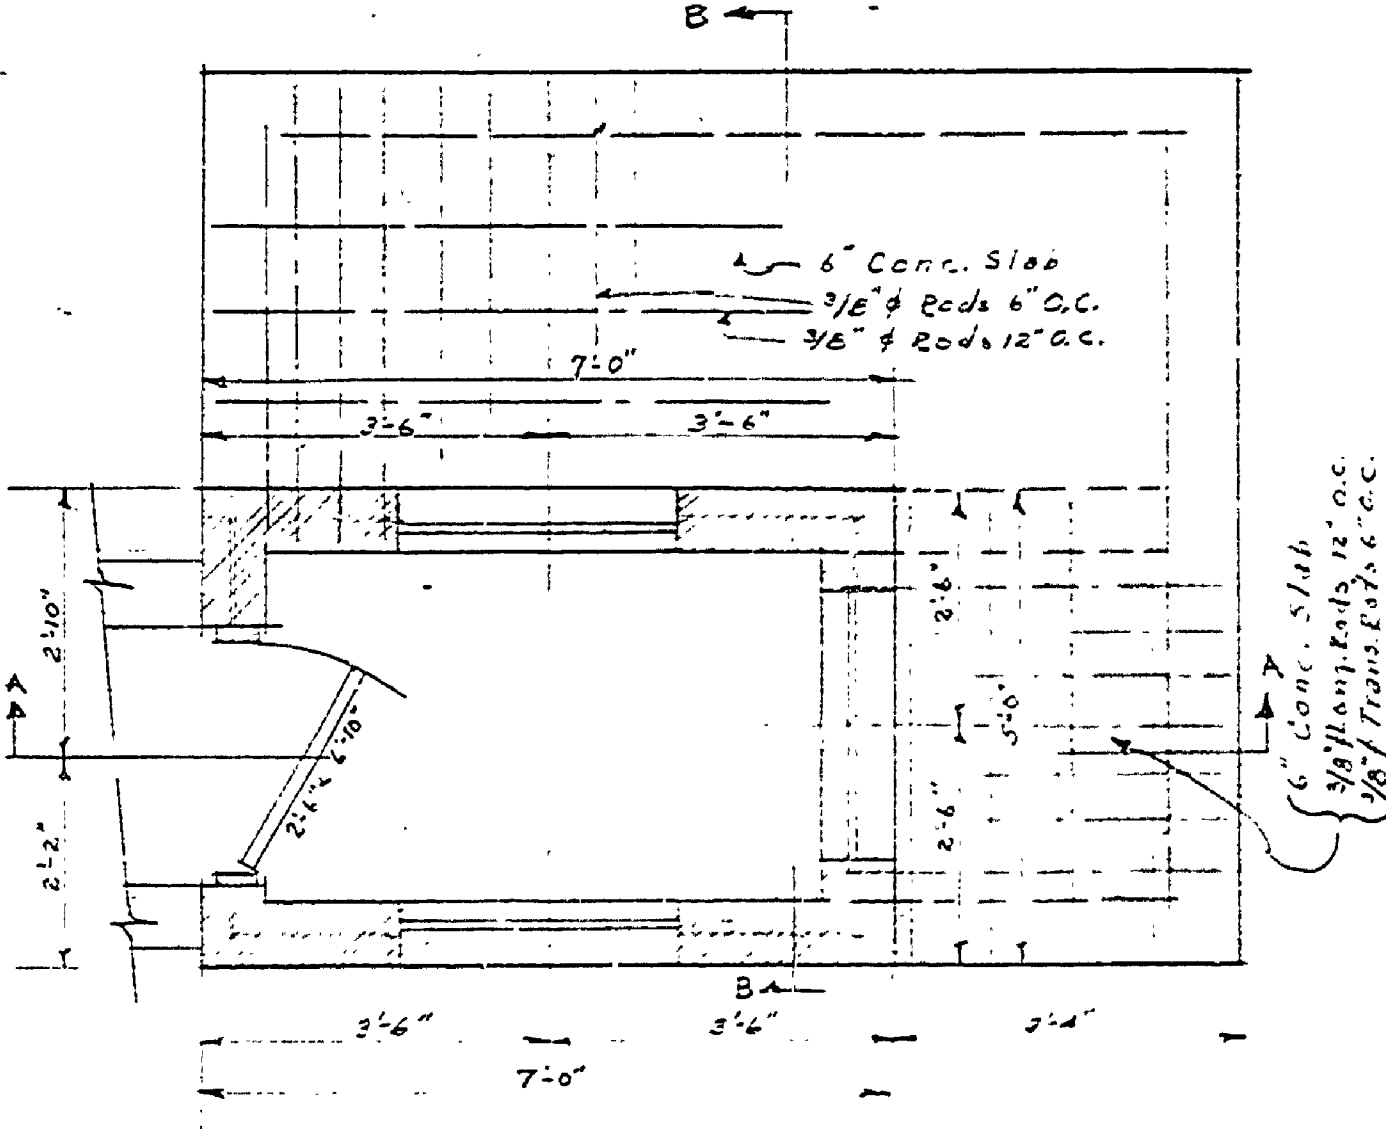 B
6" Conc. Slab
3/8" ϕ Rods 6" O.C.
3/8" ϕ Rods 12" O.C.
7'-0"
3'-6"
3'-6"
2'-10"
2'-2"
A
2'-6" x 6'-10"
2'-6"
5'-0"
2'-6"
A
6" Conc. Slab
3/8" ϕ Long. Rods 12" O.C.
3/8" ϕ Trans. Rods 6" O.C.
B
3'-6"
3'-6"
2'-4"
7'-0"